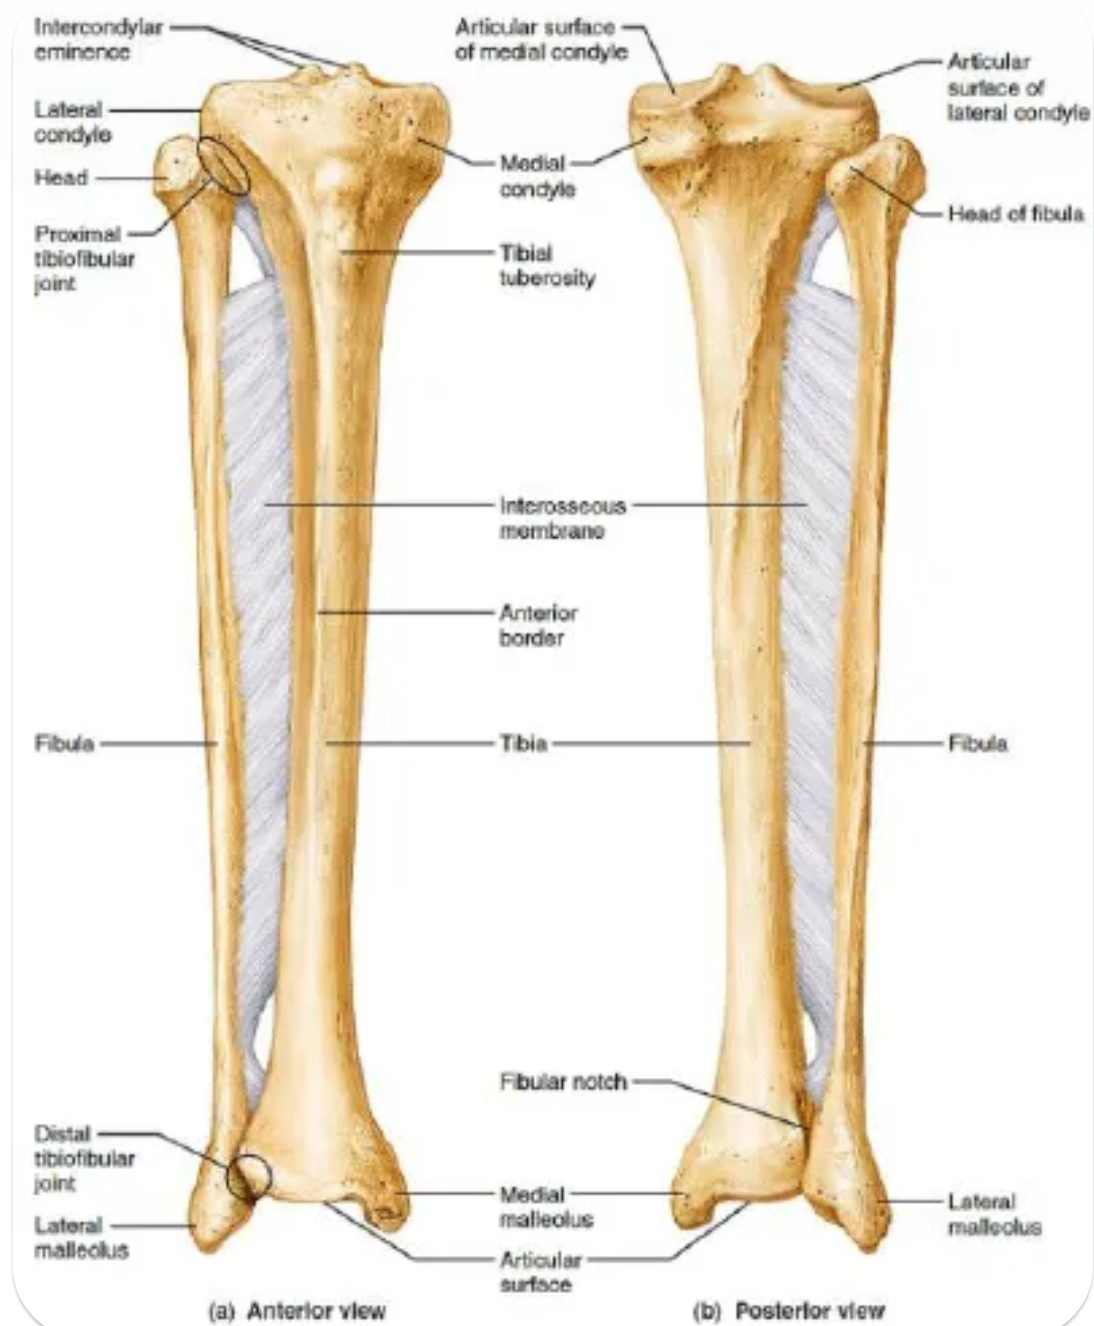 Intercondylar
eminence
Lateral
condyle
Head
Proximal
tibiofibular
joint
Fibula
Distal
tibiofibular
joint
Lateral
malleolus
Articular surface
of medial condyle
Medial
condyle
Tibial
tuberosity
Interosseous
membrane
Anterior
border
Tibia
Fibular notch
Medial
malleolus
Articular
surface
Articular
surface of
lateral condyle
Head of fibula
Fibula
Lateral
malleolus
(a) Anterior view
(b) Posterior view